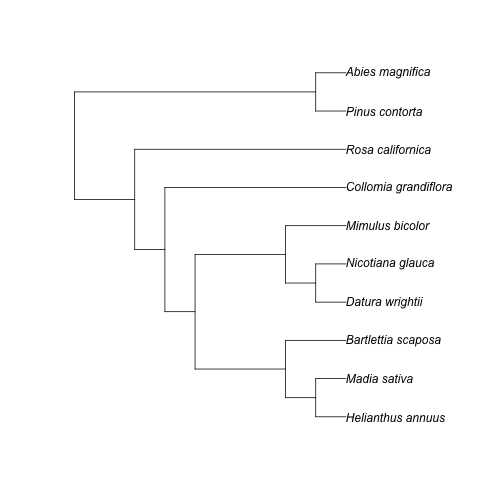 Abies magnifica
Pinus contorta
Rosa californica
Collomia grandiflora
Mimulus bicolor
Nicotiana glauca
Datura wrightii
Bartlettia scaposa
Madia sativa
Helianthus annuus